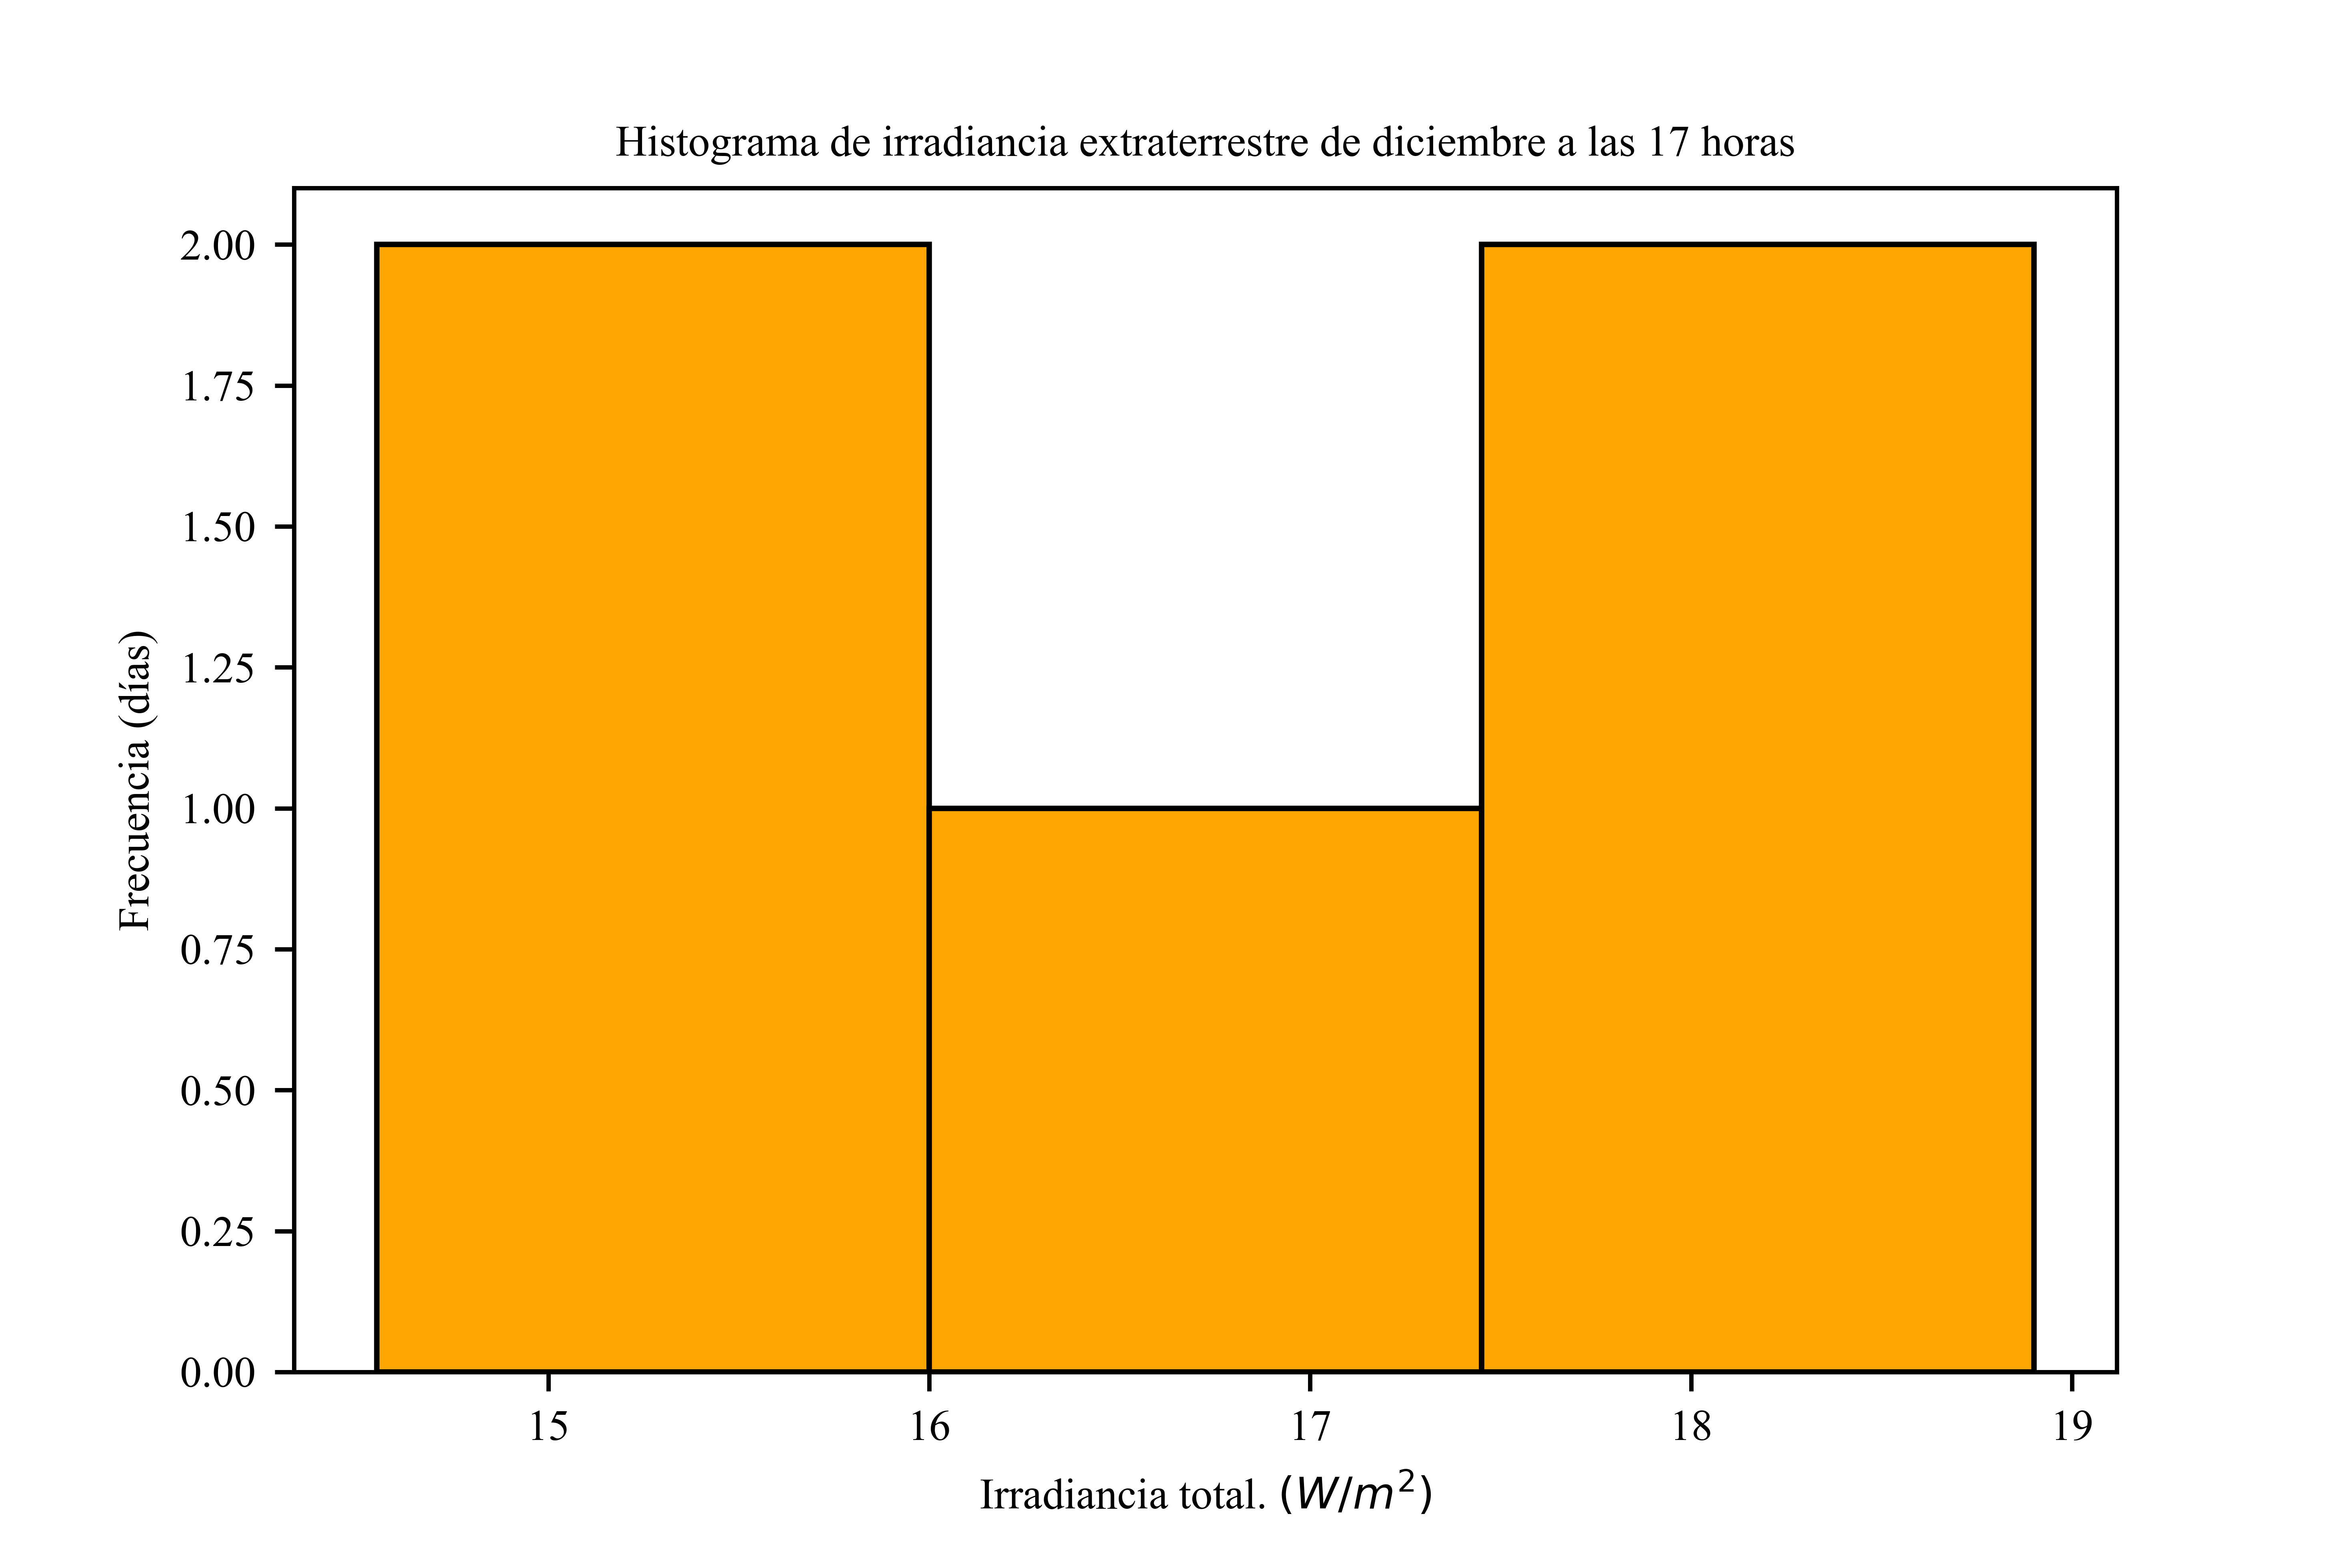 Histograma de irradiancia extraterrestre de diciembre a las 17 horas
2.00
1.75
1.50
1.25
1.00
0.75
0.50
0.25
0.00
Frecuencia (días)
15 16 17 18 19
Irradiancia total. (W/m²)